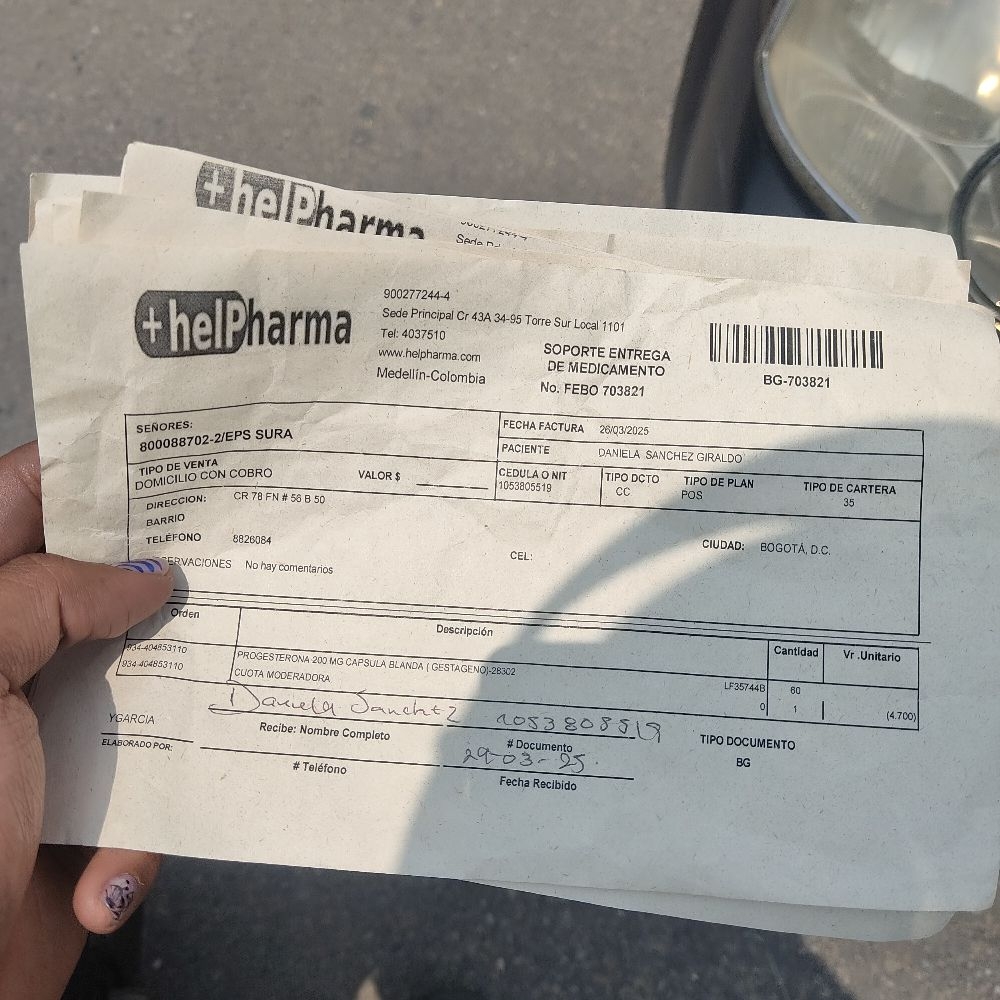 +helPharma
+helPharma
900277244-4
Sede Principal Cr 43A 34-95 Torre Sur Local 1101
Tel: 4037510
www.helpharma.com
Medellín-Colombia
SOPORTE ENTREGA
DE MEDICAMENTO
No. FEBO 703821
BG-703821
SEÑORES:
800088702-2/EPS SURA
FECHA FACTURA 26/03/2025
PACIENTE DANIELA SANCHEZ GIRALDO
TIPO DE VENTA
DOMICILIO CON COBRO
VALOR $
CEDULA O NIT
1053805519
TIPO DCTO
CC
TIPO DE PLAN
POS
TIPO DE CARTERA
35
DIRECCION: CR 78 FN # 56 B 50
BARRIO
TELÉFONO 8826084
CEL:
CIUDAD: BOGOTÁ, D.C.
ERVACIONES No hay comentarios
Orden Descripción Cantidad Vr .Unitario
934-404853110 PROGESTERONA 200 MG CAPSULA BLANDA ( GESTAGENO)-28302 LF35744B 60
934-404853110 CUOTA MODERADORA 0 1 (4.700)
Daniela Sanchez 1053805519
YGARCIA
ELABORADO POR:
Recibe: Nombre Completo
# Documento
29-03-25
TIPO DOCUMENTO
BG
# Teléfono
Fecha Recibido